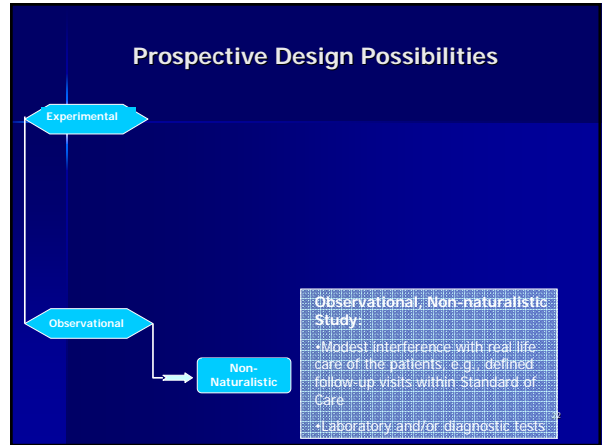 Prospective Design Possibilities
Experimental
Observational
Non-
Naturalistic
Observational, Non-naturalistic
Study:
•Modest interference with real life
care of the patients, e.g., defined
follow-up visits within Standard of
Care
•Laboratory and/or diagnostic tests
22